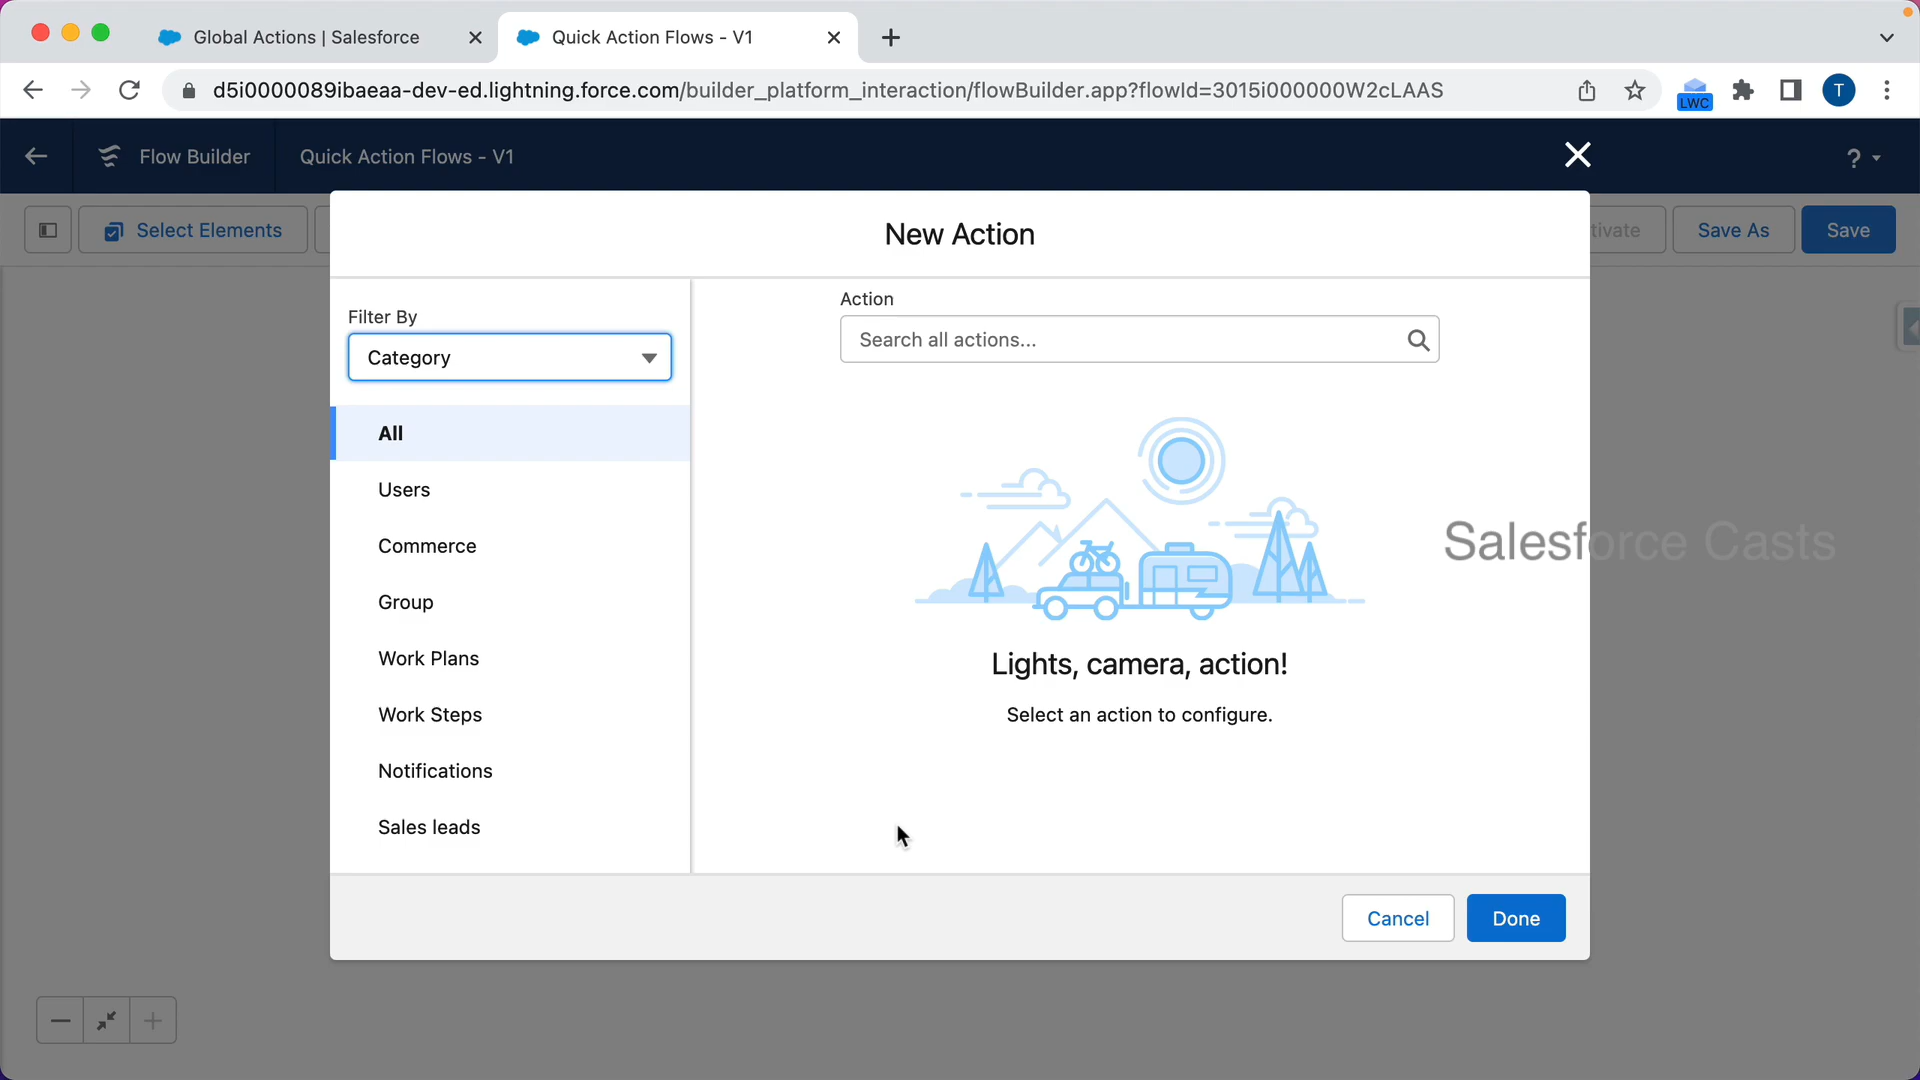 Global Actions | Salesforce
Quick Action Flows - V1
d5i0000089ibaeaa-dev-ed.lightning.force.com/builder_platform_interaction/flowBuilder.app?flowId=3015i000000W2cLAAS
LWC
T
Flow Builder
Quick Action Flows - V1
?
Select Elements
tivate
Save As
Save
New Action
Filter By
Category
All
Users
Commerce
Group
Work Plans
Work Steps
Notifications
Sales leads
Action
Search all actions...
Salesforce Casts
Lights, camera, action!
Select an action to configure.
Cancel
Done